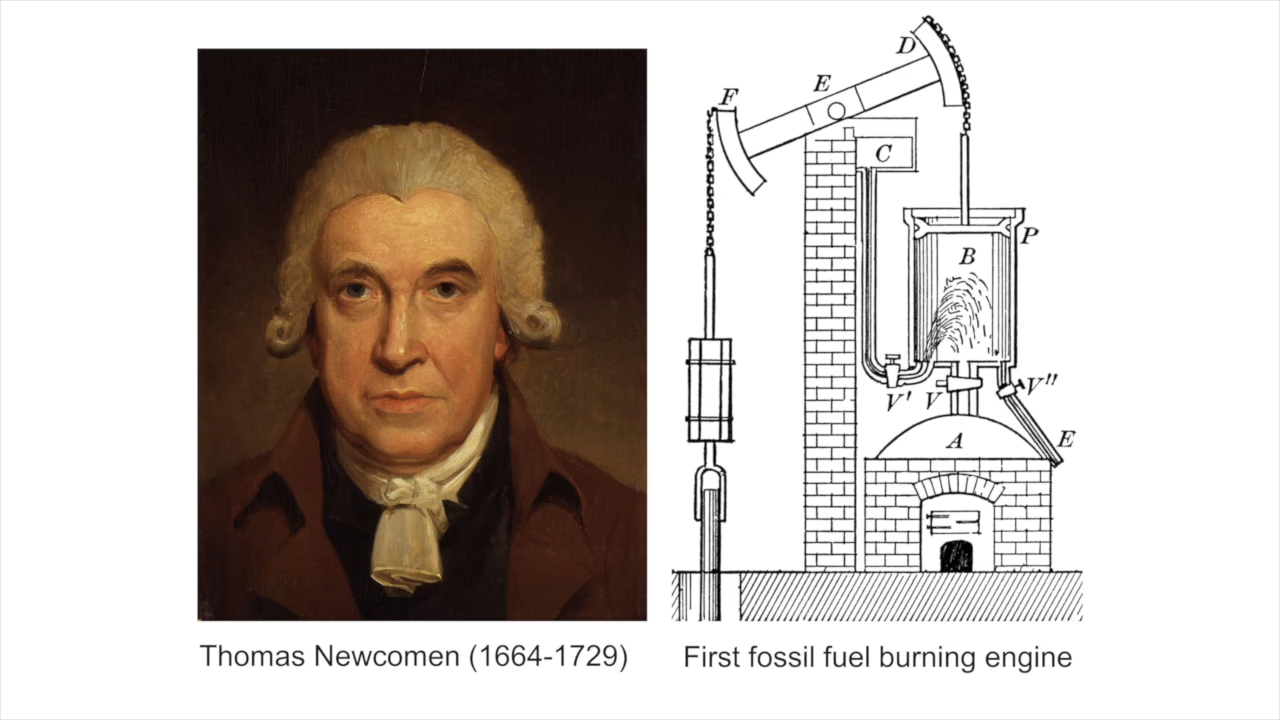 D
E
F
C
P
B
V'
V
V"
A
E
Thomas Newcomen (1664-1729)
First fossil fuel burning engine